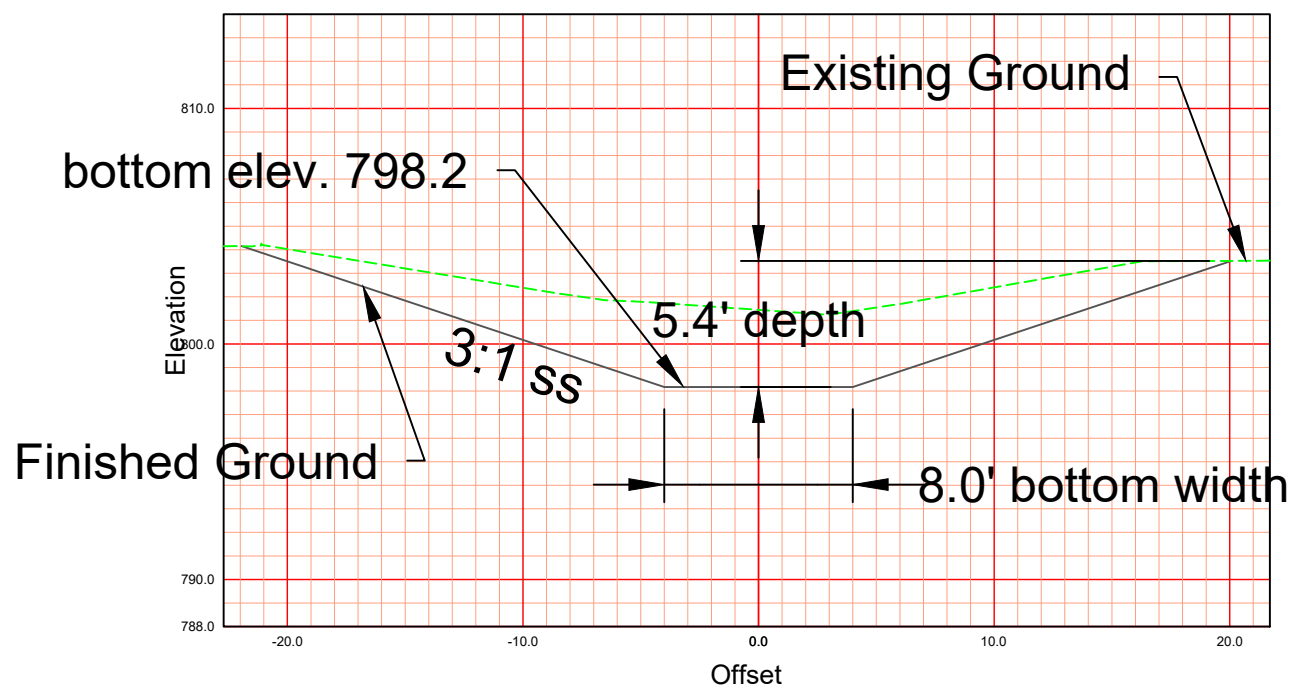 Existing Ground
810.0
bottom elev. 798.2
Elevation
5.4' depth
800.0
3:1 ss
Finished Ground
8.0' bottom width
790.0
788.0
-20.0
-10.0
0.0
10.0
20.0
Offset